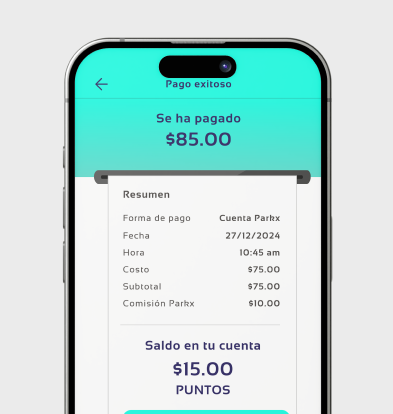 Pago exitoso
Se ha pagado
$85.00
Resumen
Forma de pago Cuenta Parkx
Fecha 27/12/2024
Hora 10:45 am
Costo $75.00
Subtotal $75.00
Comisión Parkx $10.00
Saldo en tu cuenta
$15.00
PUNTOS